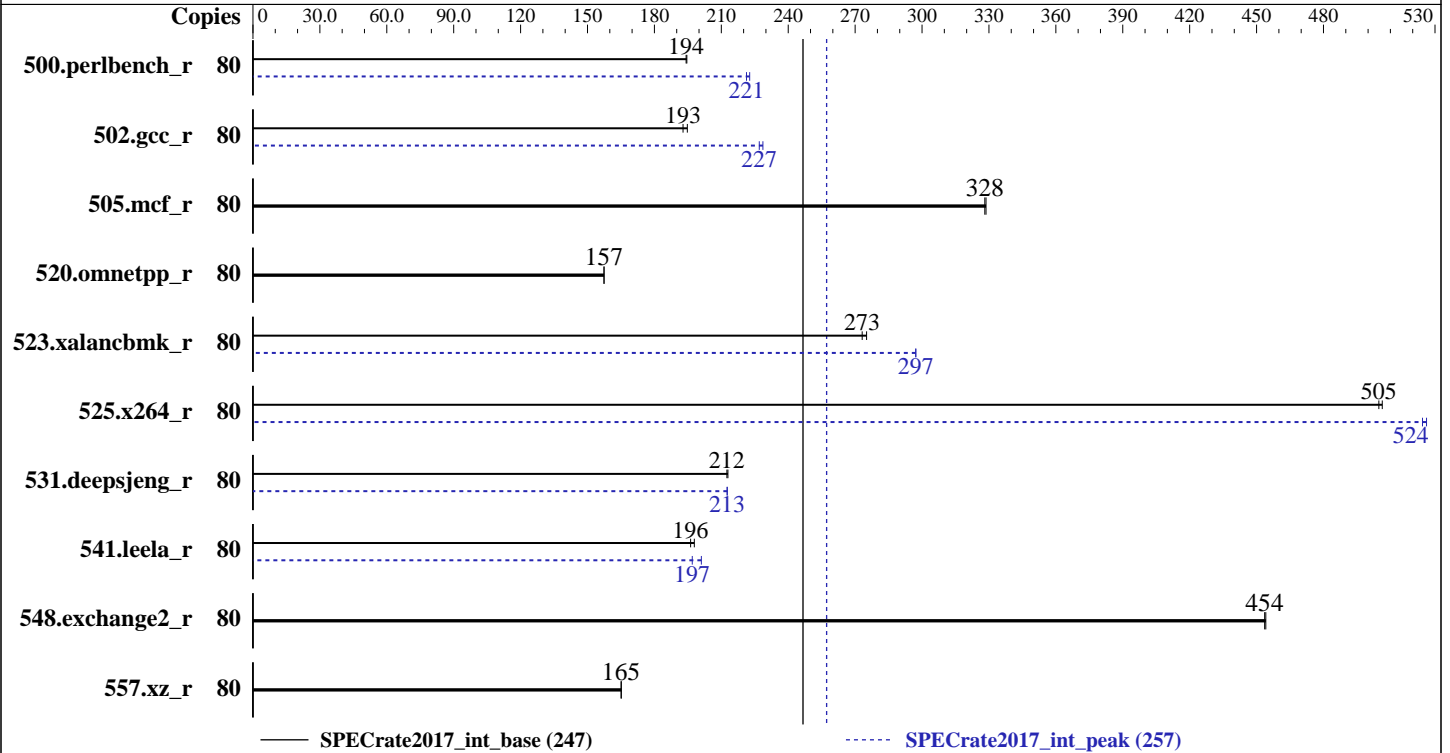 Copies 0 30.0 60.0 90.0 120 150 180 210 240 270 300 330 360 390 420 450 480 530
500.perlbench_r 80 194
221
502.gcc_r 80 193
227
505.mcf_r 80 328
520.omnetpp_r 80 157
523.xalancbmk_r 80 273
297
525.x264_r 80 505
524
531.deepsjeng_r 80 212
213
541.leela_r 80 196
197
548.exchange2_r 80 454
557.xz_r 80 165
SPECrate2017_int_base (247) SPECrate2017_int_peak (257)